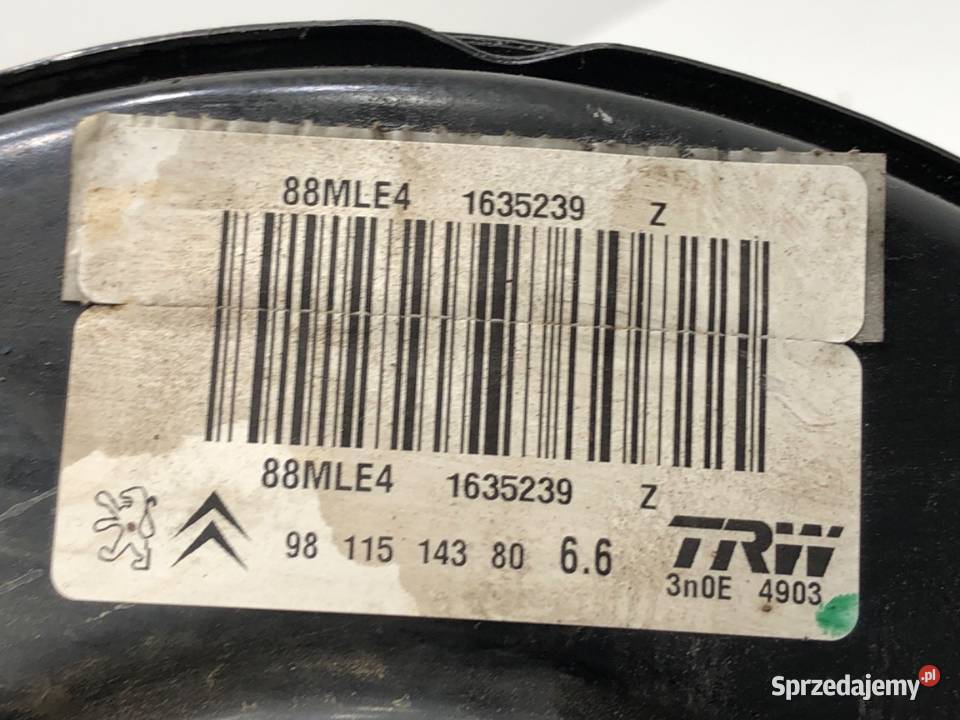 88MLE4 1635239 Z
88MLE4 1635239 Z
98 115 143 80 6.6 TRW
3n0E 4903
Sprzedajemy.pl